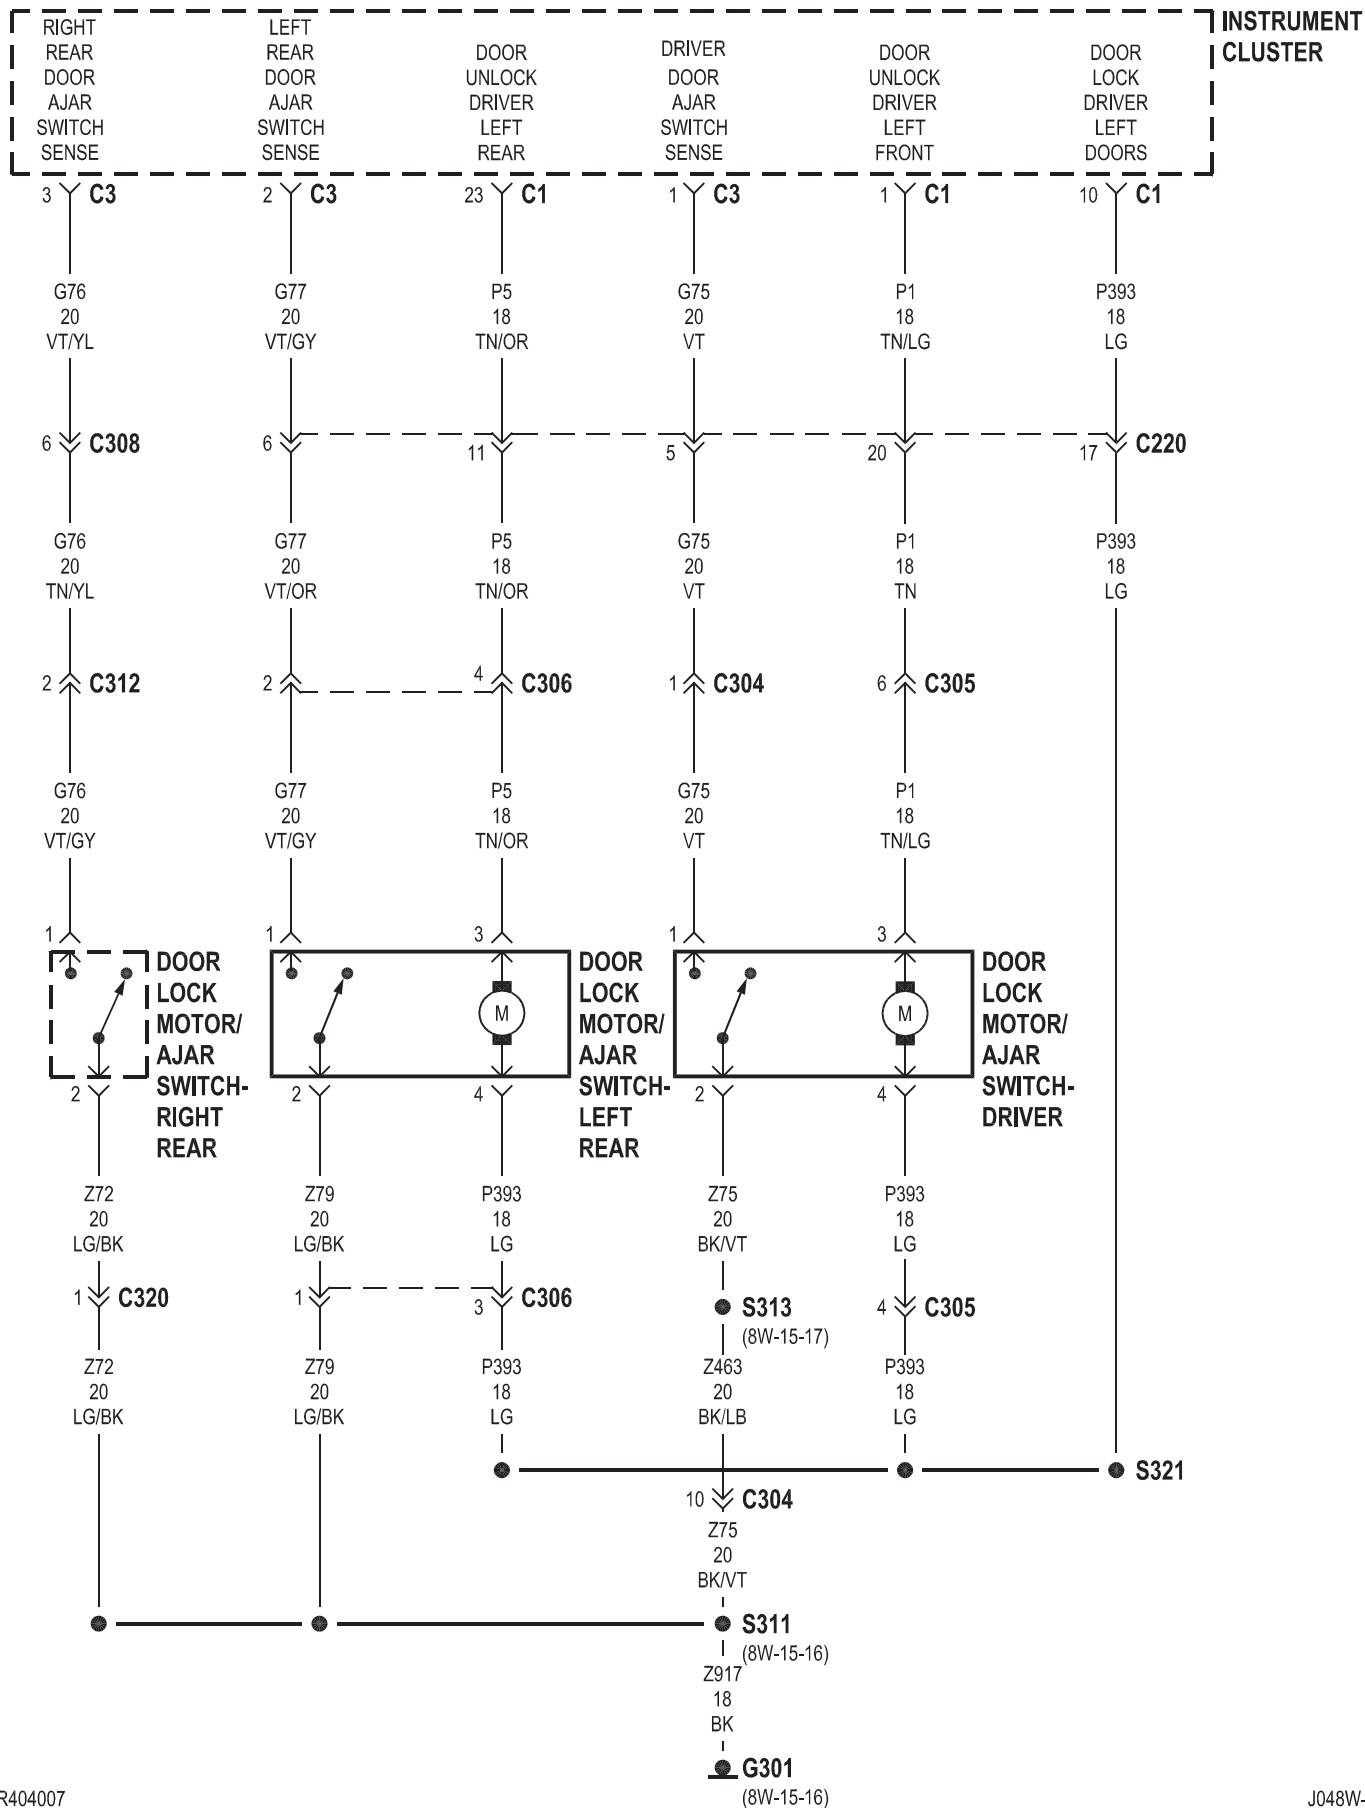 INSTRUMENT
CLUSTER
RIGHT
REAR
DOOR
AJAR
SWITCH
SENSE
LEFT
REAR
DOOR
AJAR
SWITCH
SENSE
DOOR
UNLOCK
DRIVER
LEFT
REAR
DRIVER
DOOR
AJAR
SWITCH
SENSE
DOOR
UNLOCK
DRIVER
LEFT
FRONT
DOOR
LOCK
DRIVER
LEFT
DOORS
3 C3
2 C3
23 C1
1 C3
1 C1
10 C1
G76
20
VT/YL
G77
20
VT/GY
P5
18
TN/OR
G75
20
VT
P1
18
TN/LG
P393
18
LG
6 C308
6
11
5
20
17 C220
G76
20
TN/YL
G77
20
VT/OR
P5
18
TN/OR
G75
20
VT
P1
18
TN
P393
18
LG
2 C312
2
4 C306
1 C304
6 C305
G76
20
VT/GY
G77
20
VT/GY
P5
18
TN/OR
G75
20
VT
P1
18
TN/LG
1
1
3
1
3
DOOR
LOCK
MOTOR/
AJAR
SWITCH-
RIGHT
REAR
M
DOOR
LOCK
MOTOR/
AJAR
SWITCH-
LEFT
REAR
M
DOOR
LOCK
MOTOR/
AJAR
SWITCH-
DRIVER
2
2
4
2
4
Z72
20
LG/BK
Z79
20
LG/BK
P393
18
LG
Z75
20
BK/VT
P393
18
LG
1 C320
1
3 C306
S313
(8W-15-17)
4 C305
Z72
20
LG/BK
Z79
20
LG/BK
P393
18
LG
Z463
20
BK/LB
P393
18
LG
S321
10 C304
Z75
20
BK/VT
S311
(8W-15-16)
Z917
18
BK
G301
(8W-15-16)
R404007
J048W-